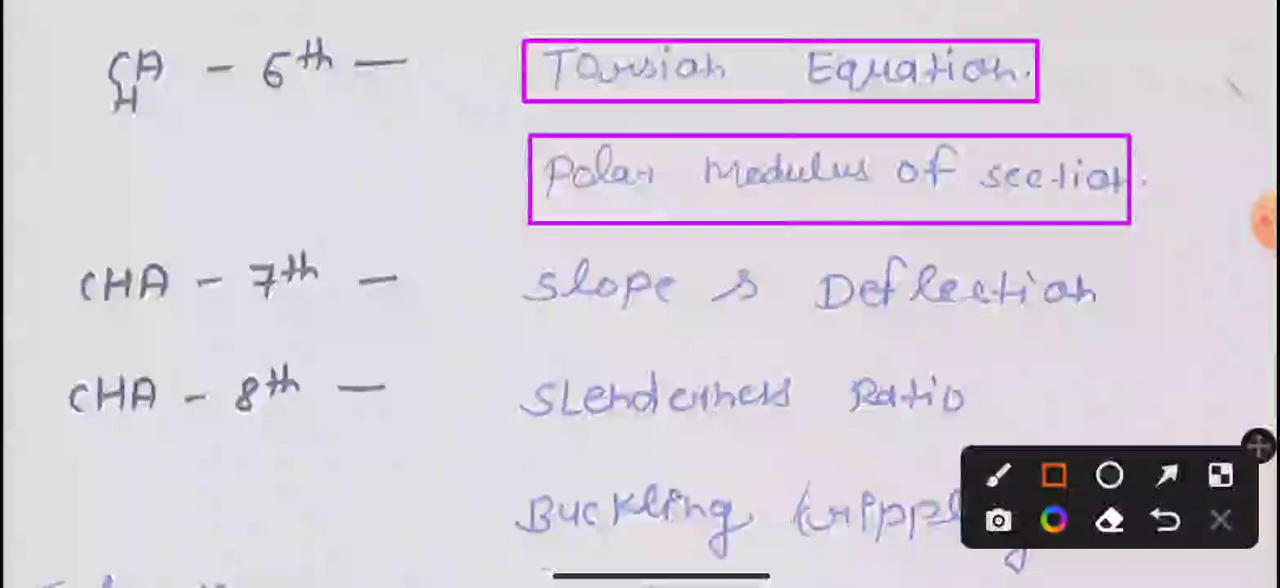 CHA - 6th - Torsion Equation.
Polar Modulus of section.
CHA - 7th - Slope & Deflection
CHA - 8th - Slenderness Ratio
Buckling